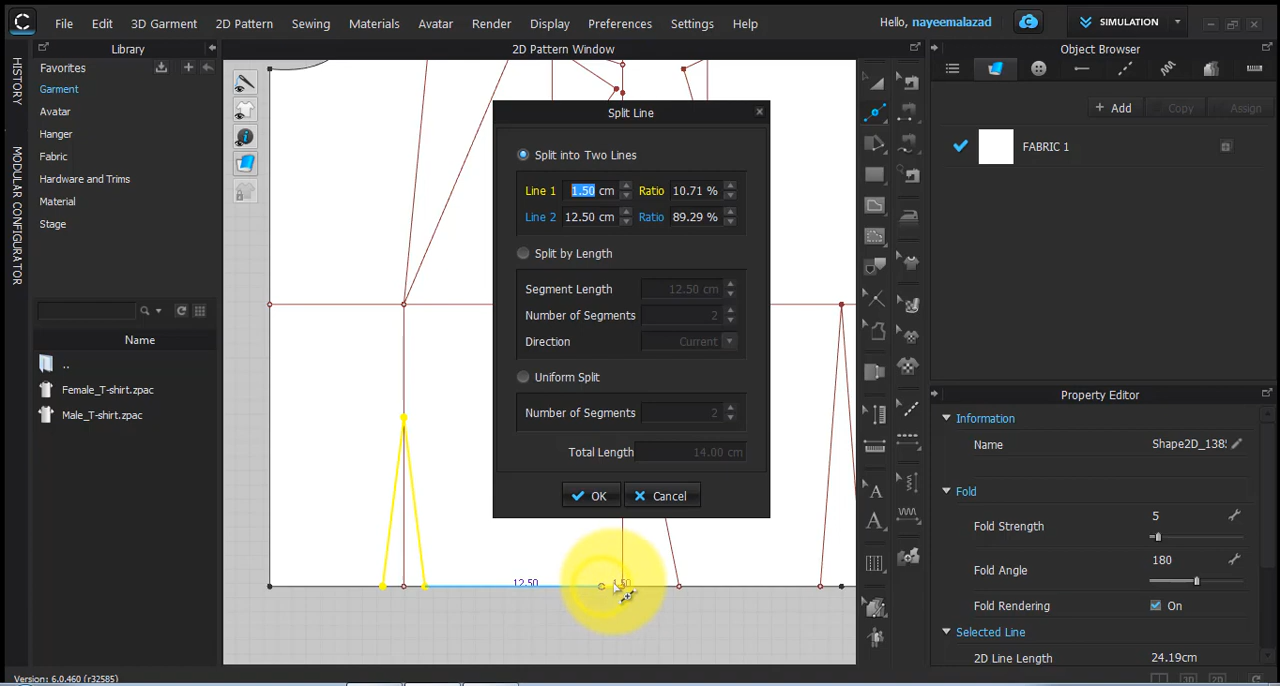 File Edit 3D Garment 2D Pattern Sewing Materials Avatar Render Display Preferences Settings Help Hello, nayeemalazad SIMULATION
Library
2D Pattern Window
Object Browser
HISTORY
MODULAR CONFIGURATOR
Favorites
Garment
Avatar
Hanger
Fabric
Hardware and Trims
Material
Stage
Name
..
Female_T-shirt.zpac
Male_T-shirt.zpac
Split Line
Split into Two Lines
Line 1 1.50 cm Ratio 10.71 %
Line 2 12.50 cm Ratio 89.29 %
Split by Length
Segment Length 12.50 cm
Number of Segments 2
Direction Current
Uniform Split
Number of Segments 2
Total Length 14.00 cm
OK Cancel
12.50
+ Add Copy Assign
FABRIC 1
Property Editor
Information
Name Shape2D_1385
Fold
Fold Strength 5
Fold Angle 180
Fold Rendering On
Selected Line
2D Line Length 24.19cm
Version: 6.0.460 (r32585)
3D 2D